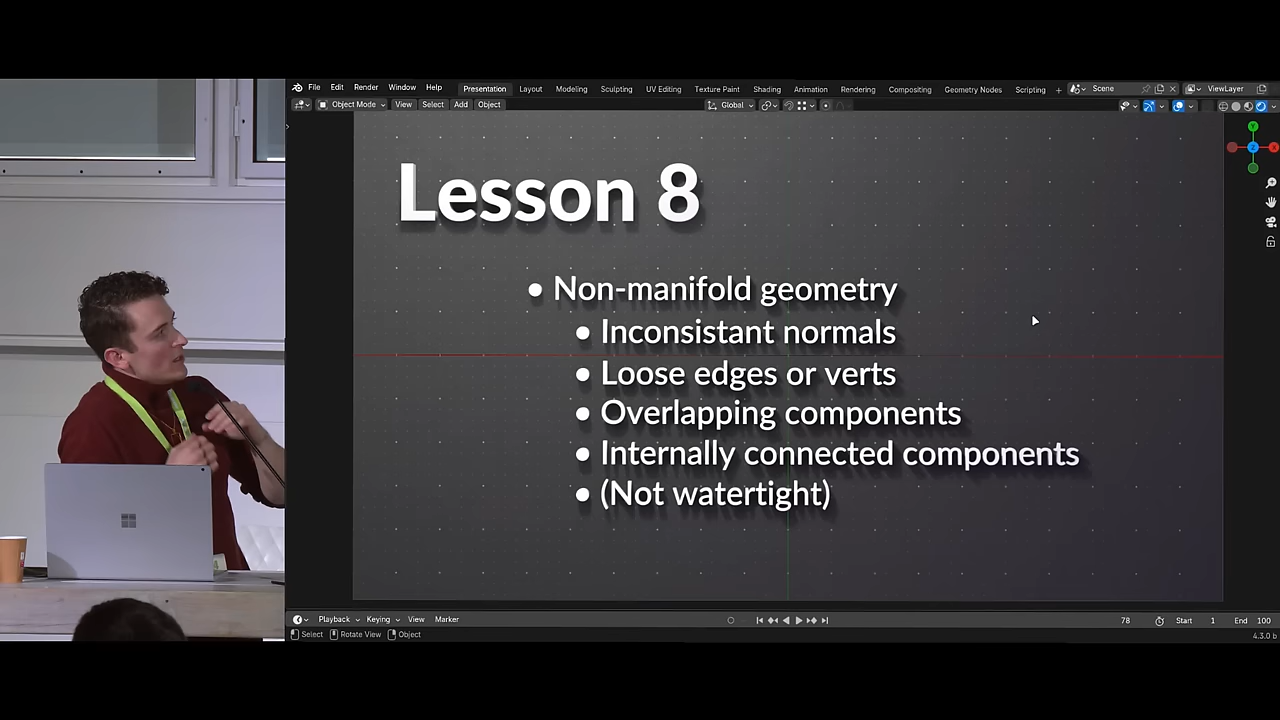 File Edit Render Window Help Presentation Layout Modeling Sculpting UV Editing Texture Paint Shading Animation Rendering Compositing Geometry Nodes Scripting + Scene ViewLayer
Object Mode View Select Add Object Global
Lesson 8
• Non-manifold geometry
• Inconsistant normals
• Loose edges or verts
• Overlapping components
• Internally connected components
• (Not watertight)
Playback Keying View Marker 78 Start 1 End 100
Select Rotate View Object 4.3.0 b